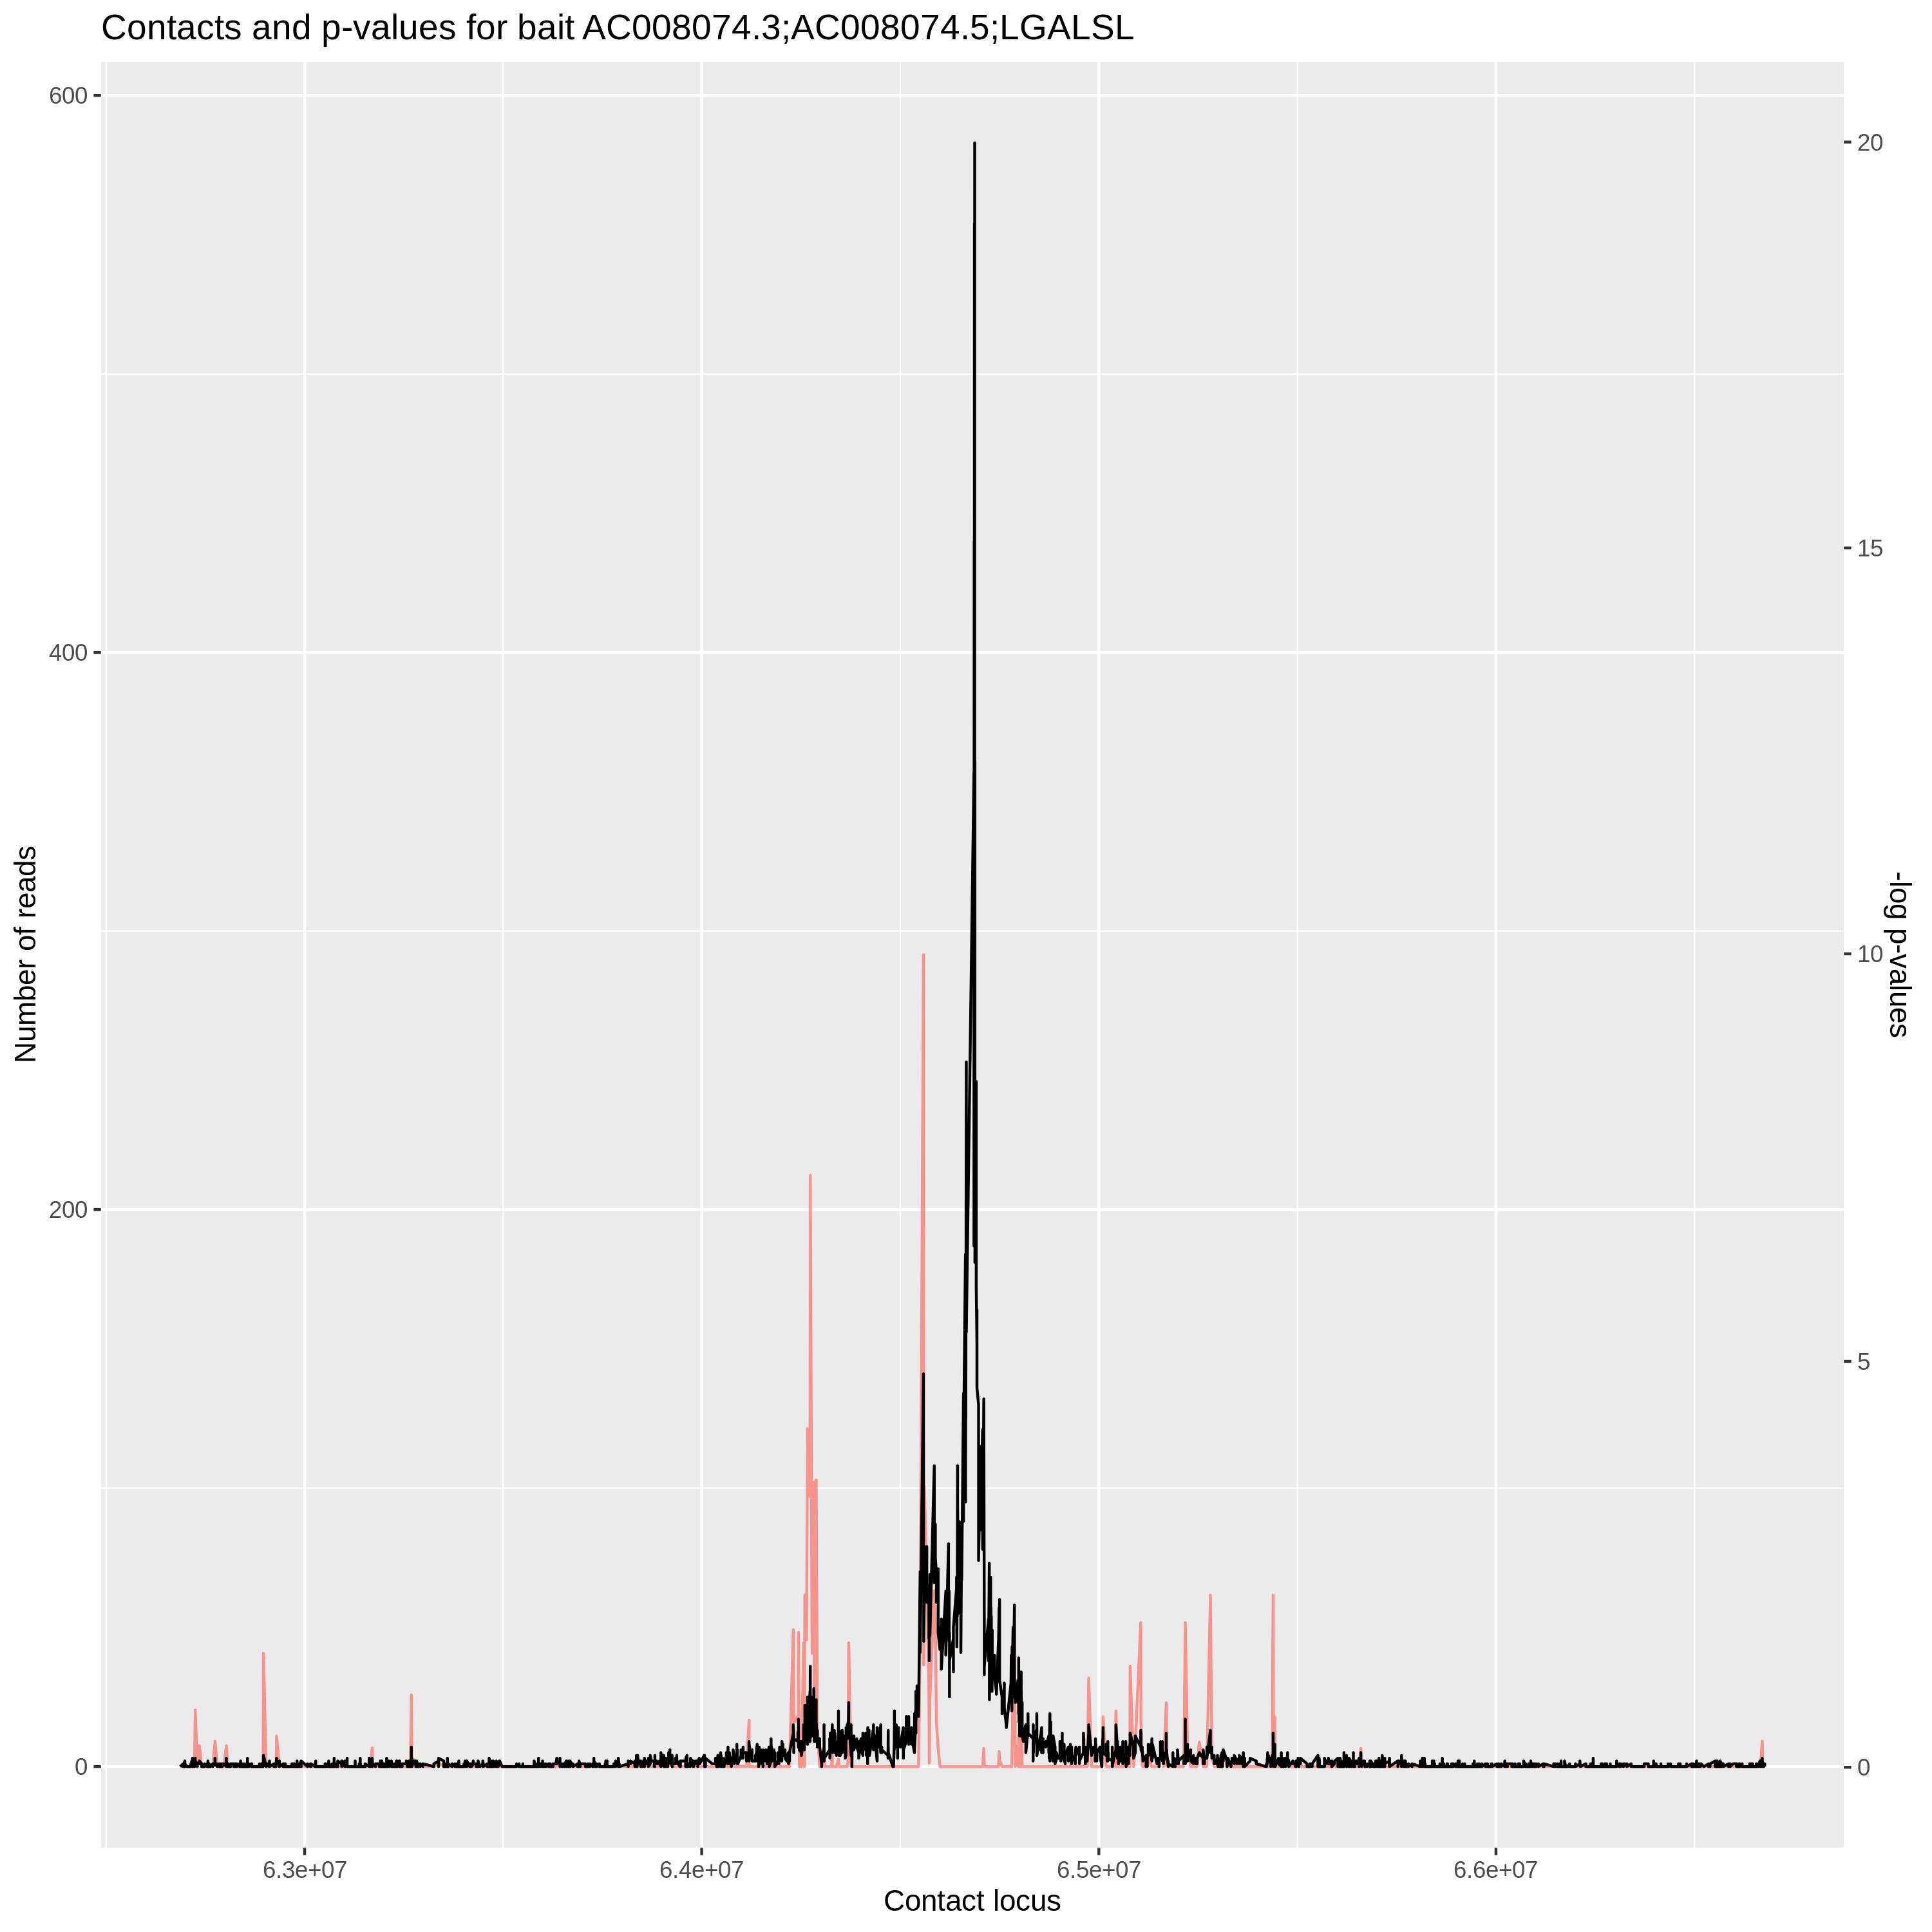 Contacts and p-values for bait AC008074.3;AC008074.5;LGALSL
600
400
200
0
Number of reads
20
15
10
5
0
-log p-values
6.3e+07
6.4e+07
6.5e+07
6.6e+07
Contact locus